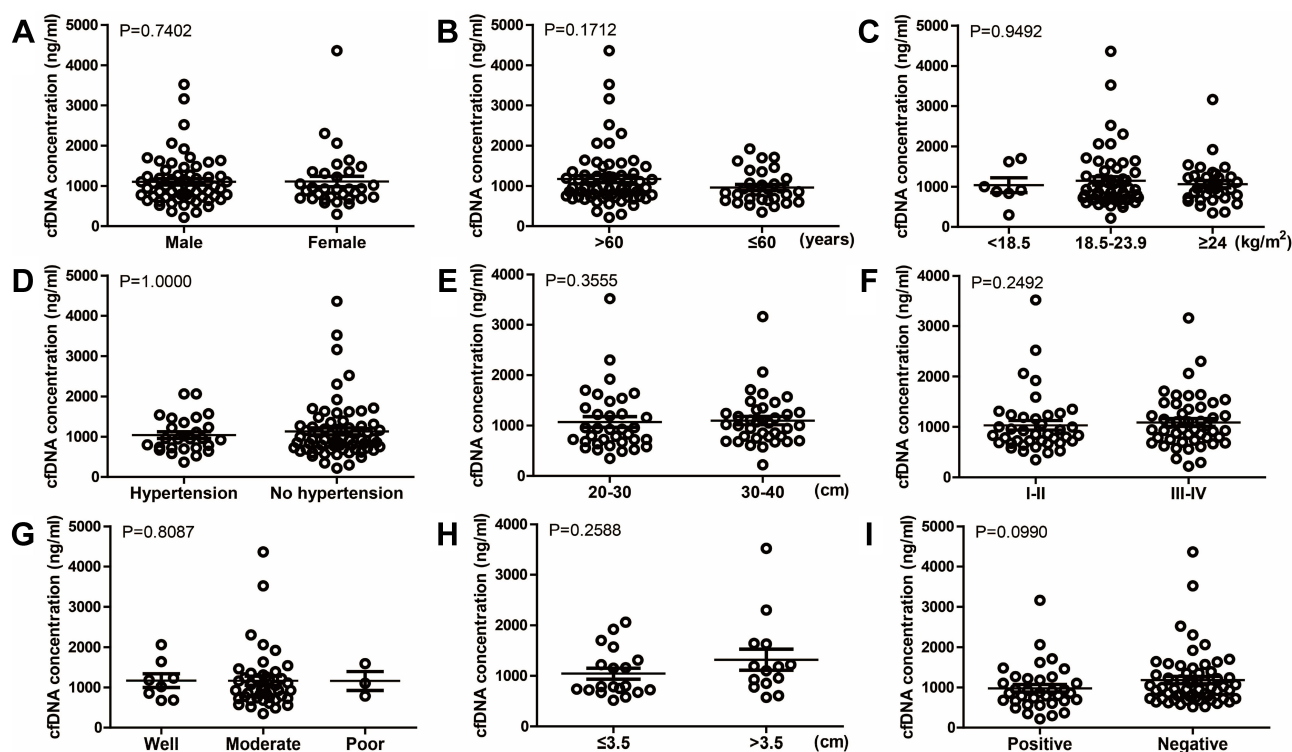 A
cfDNA concentration (ng/ml)
P=0.7402
5000
4000
3000
2000
1000
0
Male Female
B
cfDNA concentration (ng/ml)
P=0.1712
5000
4000
3000
2000
1000
0
>60 ≤60 (years)
C
cfDNA concentration (ng/ml)
P=0.9492
5000
4000
3000
2000
1000
0
<18.5 18.5-23.9 ≥24 (kg/m²)
D
cfDNA concentration (ng/ml)
P=1.0000
5000
4000
3000
2000
1000
0
Hypertension No hypertension
E
cfDNA concentration (ng/ml)
P=0.3555
4000
3000
2000
1000
0
20-30 30-40 (cm)
F
cfDNA concentration (ng/ml)
P=0.2492
4000
3000
2000
1000
0
I-II III-IV
G
cfDNA concentration (ng/ml)
P=0.8087
5000
4000
3000
2000
1000
0
Well Moderate Poor
H
cfDNA concentration (ng/ml)
P=0.2588
4000
3000
2000
1000
0
≤3.5 >3.5 (cm)
I
cfDNA concentration (ng/ml)
P=0.0990
5000
4000
3000
2000
1000
0
Positive Negative